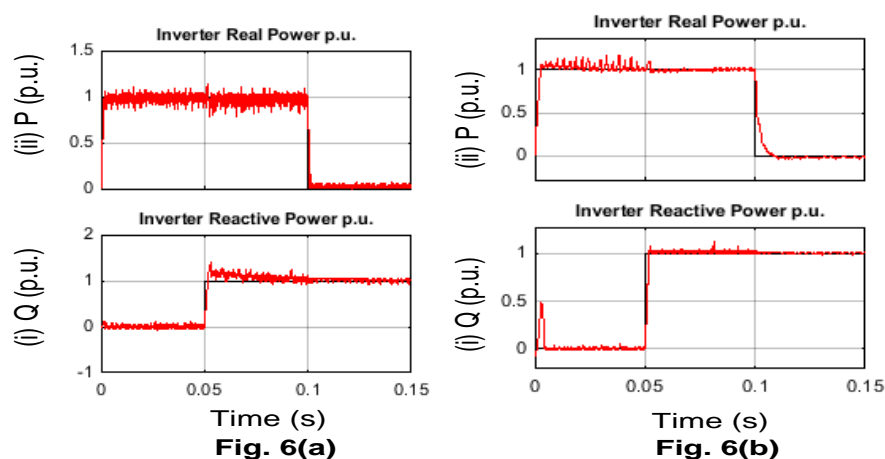 Inverter Real Power p.u.
(ii) P (p.u.)
1.5
1
0.5
0
Inverter Reactive Power p.u.
(i) Q (p.u.)
2
1
0
-1
0
0.05
0.1
0.15
Time (s)
Fig. 6(a)
Inverter Real Power p.u.
(ii) P (p.u.)
1
0.5
0
Inverter Reactive Power p.u.
(i) Q (p.u.)
1
0.5
0
0
0.05
0.1
0.15
Time (s)
Fig. 6(b)